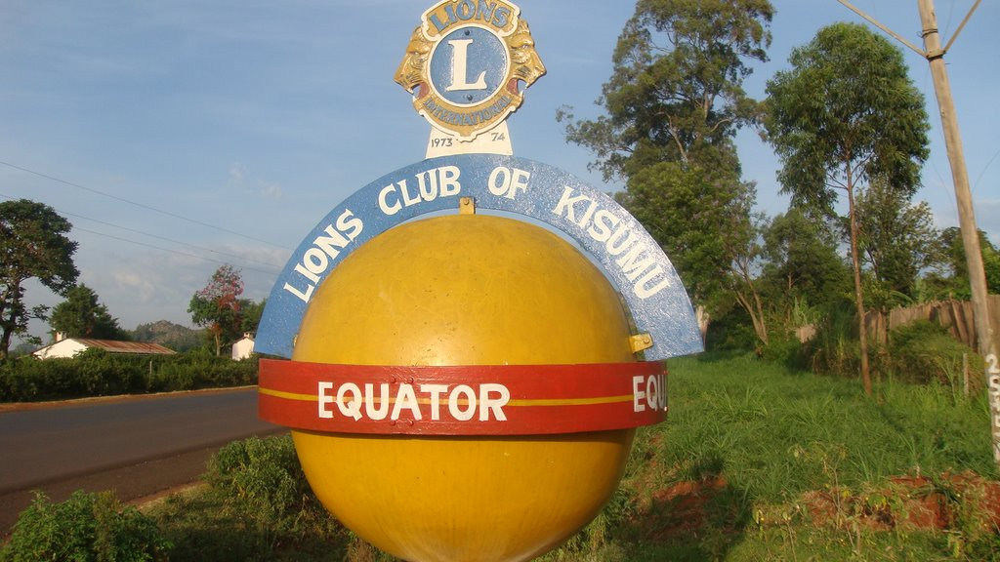 LIONS
L
INTERNATIONAL
1973 74
LIONS CLUB OF KISUMU
EQUATOR
EQU